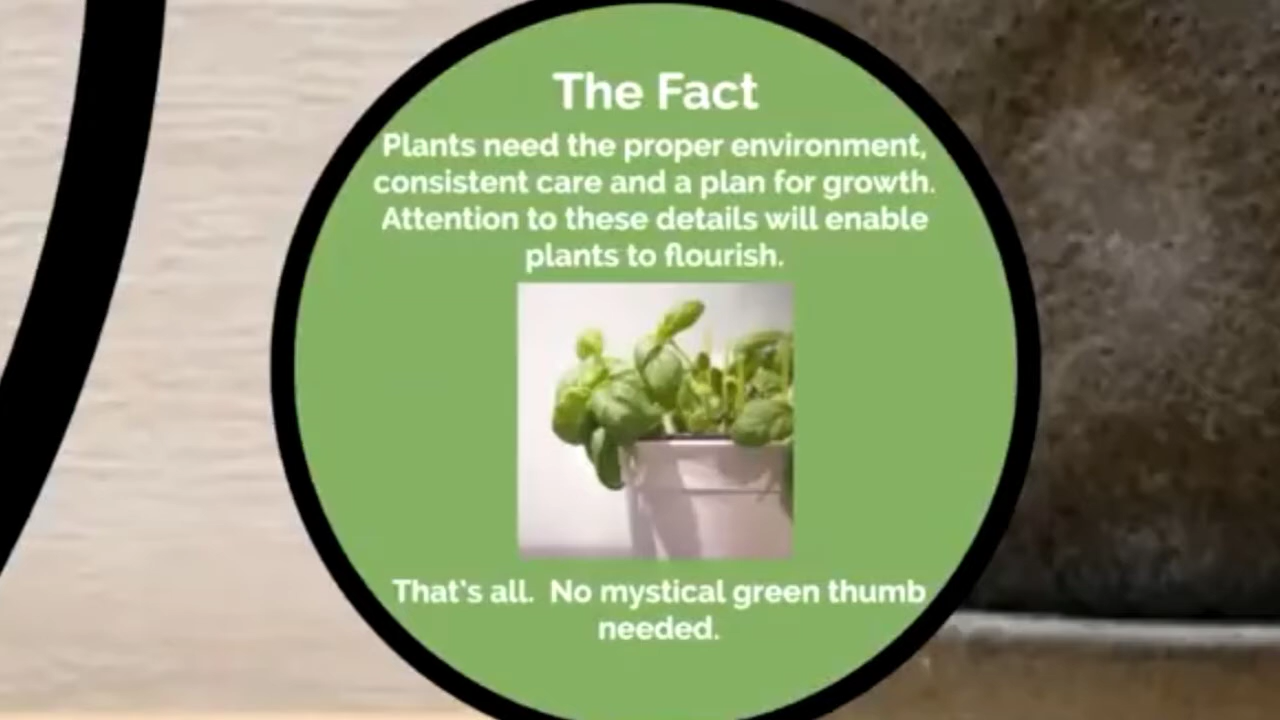 The Fact
Plants need the proper environment,
consistent care and a plan for growth.
Attention to these details will enable
plants to flourish.
That's all.  No mystical green thumb
needed.